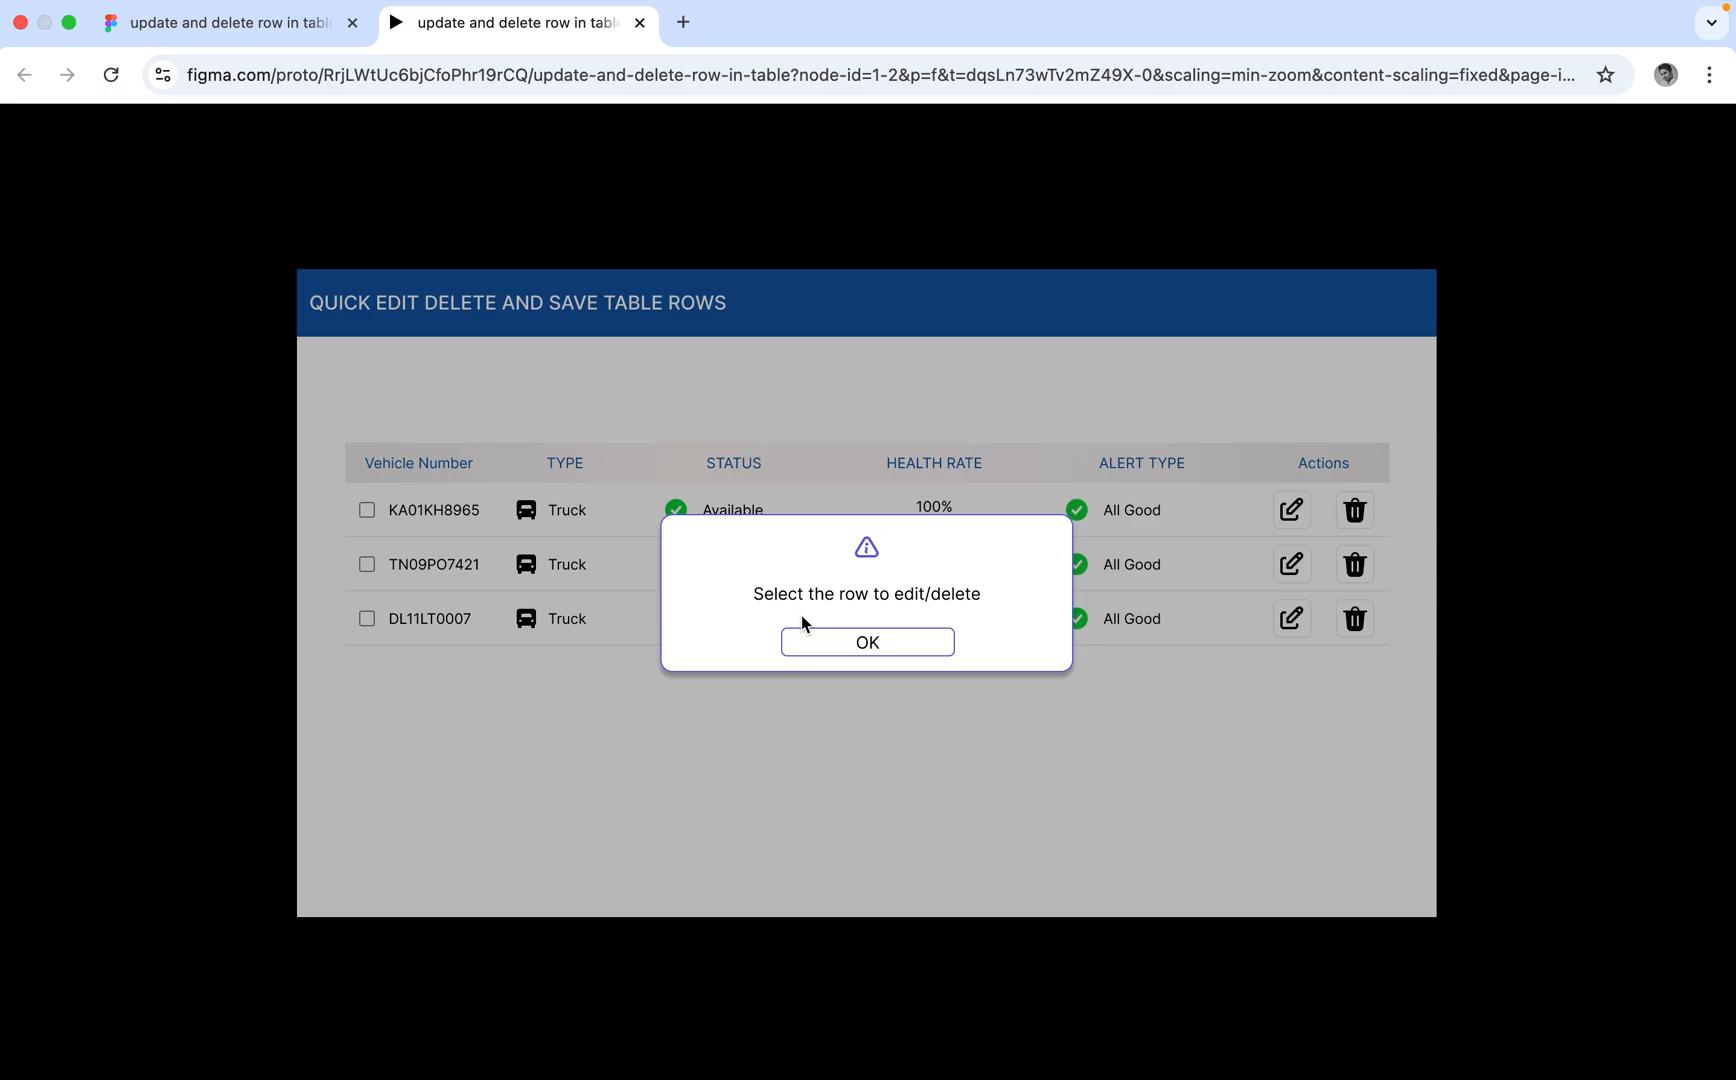 update and delete row in tabl
update and delete row in tabl
figma.com/proto/RrjLWtUc6bjCfoPhr19rCQ/update-and-delete-row-in-table?node-id=1-2&p=f&t=dqsLn73wTv2mZ49X-0&scaling=min-zoom&content-scaling=fixed&page-i...
QUICK EDIT DELETE AND SAVE TABLE ROWS
Vehicle Number TYPE STATUS HEALTH RATE ALERT TYPE Actions
KA01KH8965 Truck Available 100% All Good
TN09PO7421 Truck All Good
DL11LT0007 Truck All Good
Select the row to edit/delete
OK